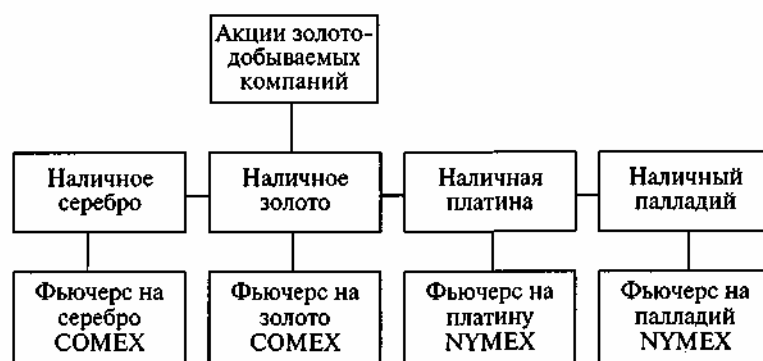 Акции золото-
добываемых
компаний
Наличное
серебро
Наличное
золото
Наличная
платина
Наличный
палладий
Фьючерс на
серебро
COMEX
Фьючерс на
золото
COMEX
Фьючерс на
платину
NYMEX
Фьючерс на
палладий
NYMEX